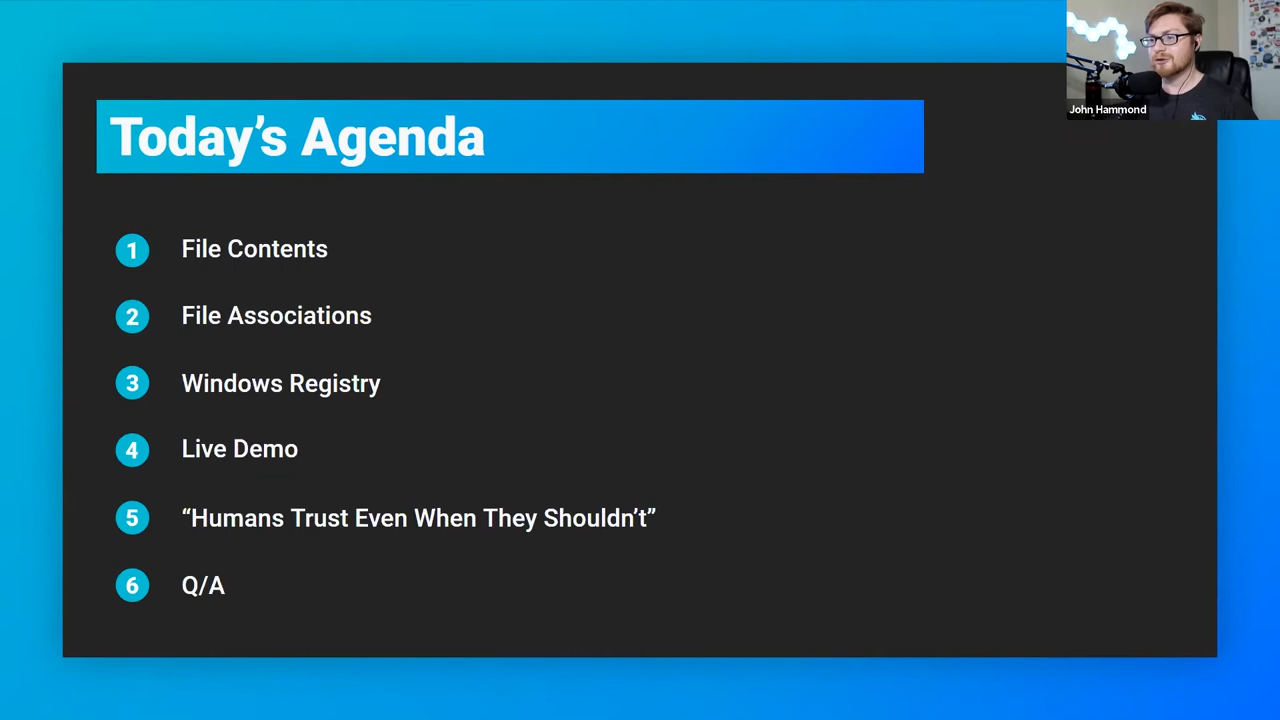 Today’s Agenda
John Hammond
1 File Contents
2 File Associations
3 Windows Registry
4 Live Demo
5 “Humans Trust Even When They Shouldn’t”
6 Q/A